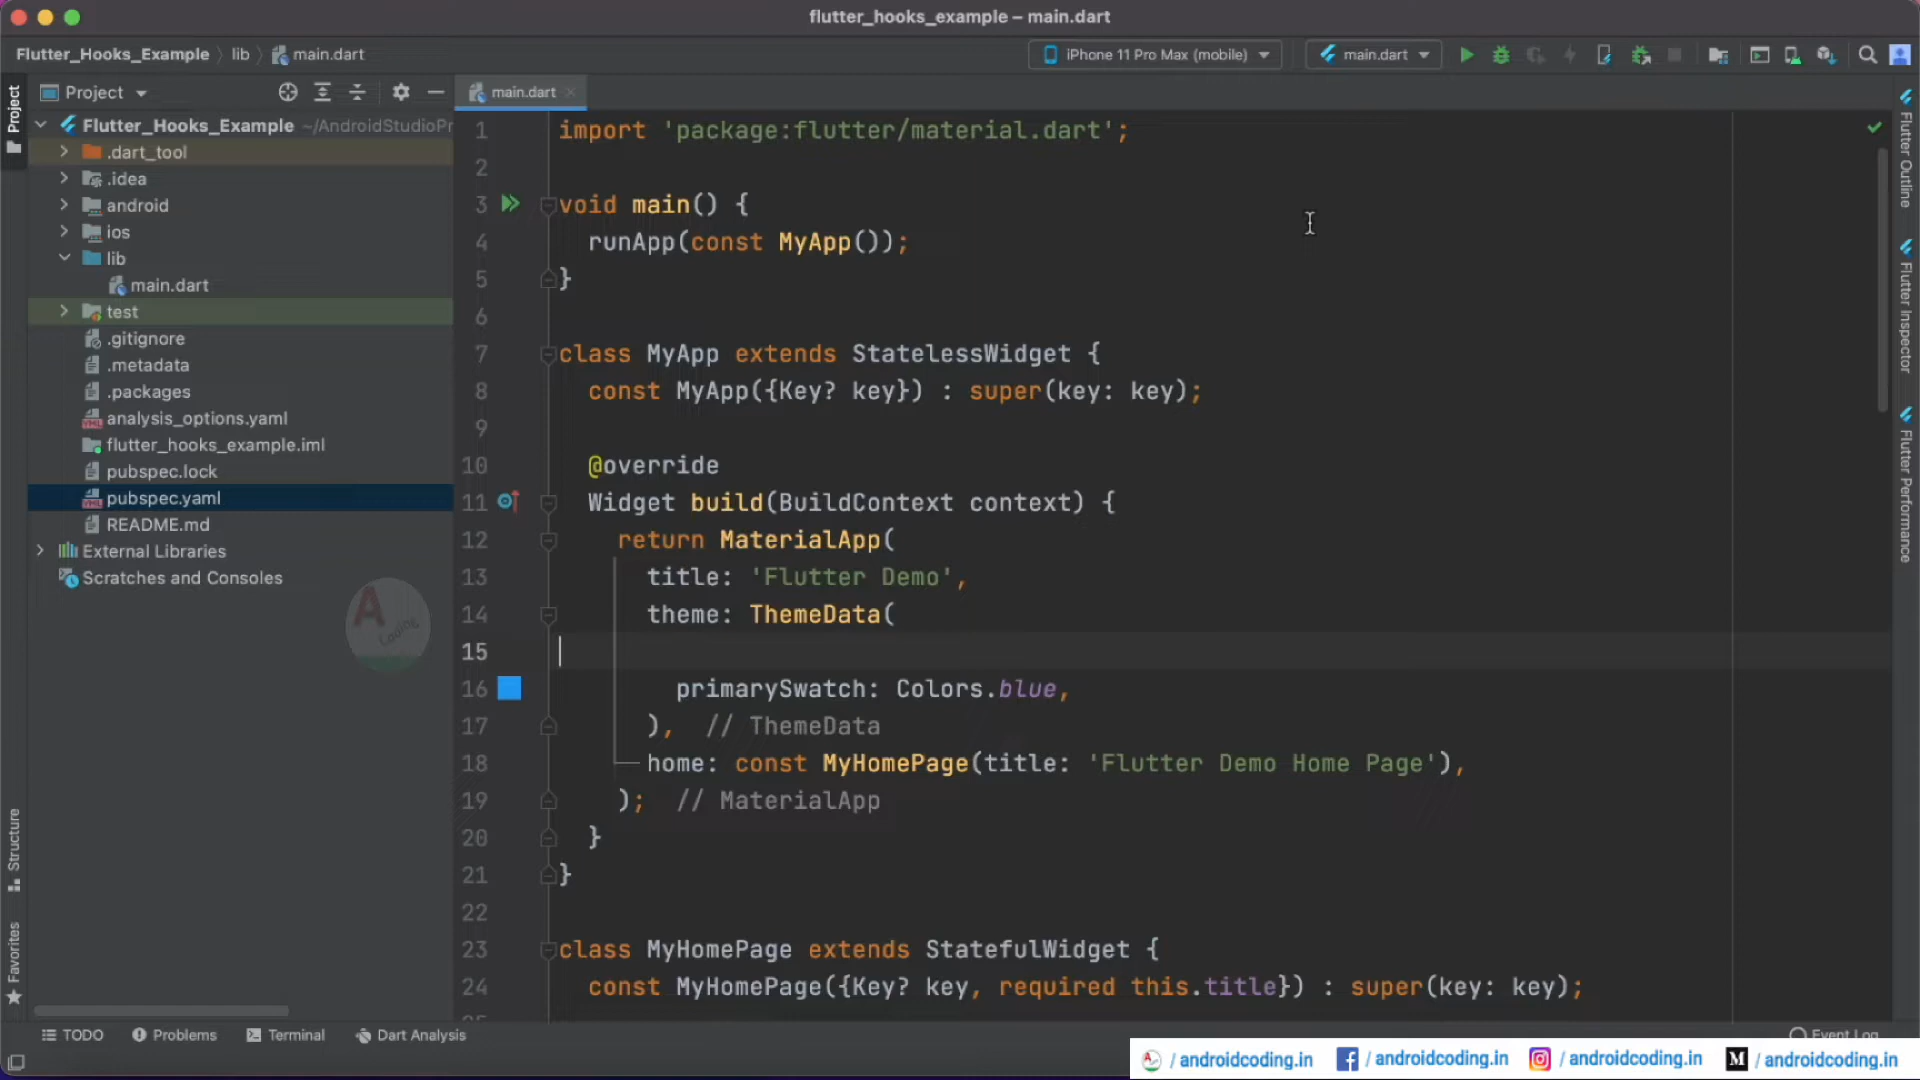 flutter_hooks_example – main.dart
Flutter_Hooks_Example lib main.dart
iPhone 11 Pro Max (mobile) main.dart
Project
Project
main.dart
Flutter_Hooks_Example ~/AndroidStudioPr
.dart_tool
.idea
android
ios
lib
main.dart
test
.gitignore
.metadata
.packages
analysis_options.yaml
flutter_hooks_example.iml
pubspec.lock
pubspec.yaml
README.md
External Libraries
Scratches and Consoles
A
Coding
1 import 'package:flutter/material.dart';
2
3 void main() {
4 runApp(const MyApp());
5 }
6
7 class MyApp extends StatelessWidget {
8 const MyApp({Key? key}) : super(key: key);
9
10 @override
11 Widget build(BuildContext context) {
12 return MaterialApp(
13 title: 'Flutter Demo',
14 theme: ThemeData(
15
16 primarySwatch: Colors.blue,
17 ), // ThemeData
18 home: const MyHomePage(title: 'Flutter Demo Home Page'),
19 ); // MaterialApp
20 }
21 }
22
23 class MyHomePage extends StatefulWidget {
24 const MyHomePage({Key? key, required this.title}) : super(key: key);
Flutter Outline
Flutter Inspector
Flutter Performance
Structure
Favorites
TODO Problems Terminal Dart Analysis
Event Log
/ androidcoding.in / androidcoding.in / androidcoding.in M / androidcoding.in